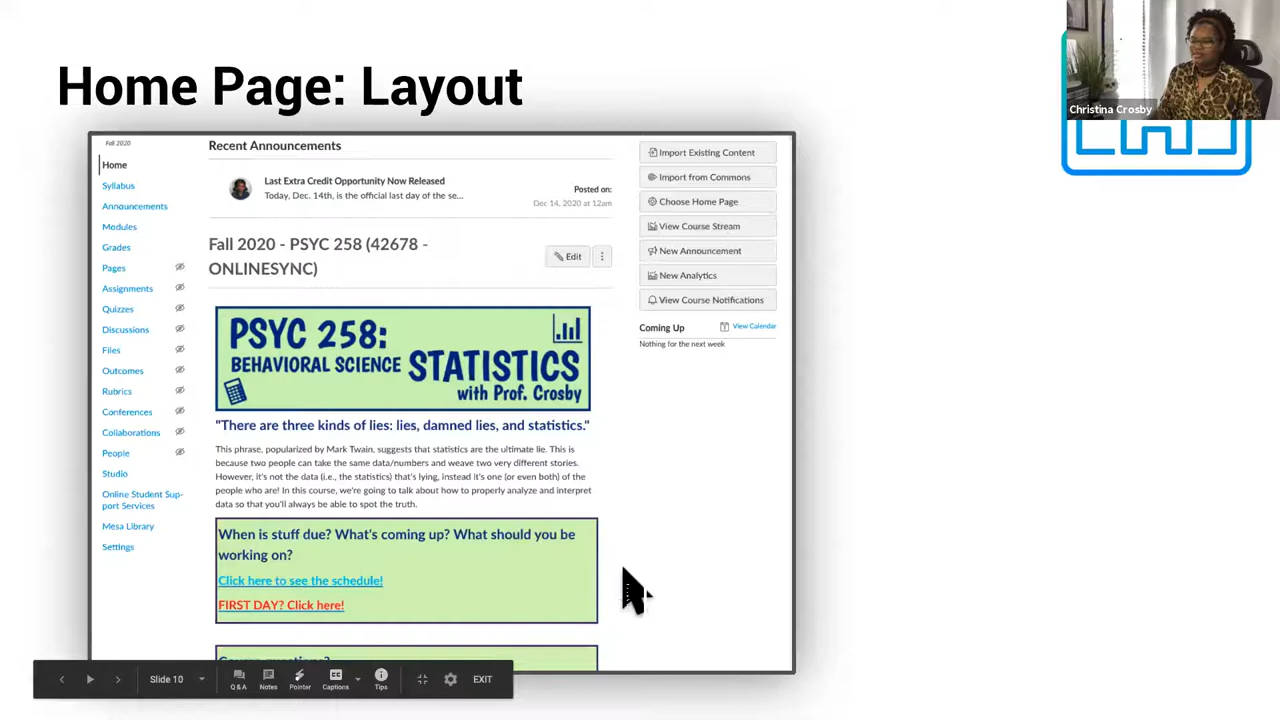 Home Page: Layout
Christina Crosby
Fall 2020
Home
Syllabus
Announcements
Modules
Grades
Pages
Assignments
Quizzes
Discussions
Files
Outcomes
Rubrics
Conferences
Collaborations
People
Studio
Online Student Sup-
port Services
Mesa Library
Settings
Recent Announcements
Last Extra Credit Opportunity Now Released
Today, Dec. 14th, is the official last day of the se...
Posted on:
Dec 14, 2020 at 12am
Fall 2020 - PSYC 258 (42678 -
ONLINESYNC)
Edit
PSYC 258:
BEHAVIORAL SCIENCE STATISTICS
with Prof. Crosby
"There are three kinds of lies: lies, damned lies, and statistics."
This phrase, popularized by Mark Twain, suggests that statistics are the ultimate lie. This is
because two people can take the same data/numbers and weave two very different stories.
However, it's not the data (i.e., the statistics) that's lying, instead it's one (or even both) of the
people who are! In this course, we're going to talk about how to properly analyze and interpret
data so that you'll always be able to spot the truth.
When is stuff due? What's coming up? What should you be
working on?
Click here to see the schedule!
FIRST DAY? Click here!
Import Existing Content
Import from Commons
Choose Home Page
View Course Stream
New Announcement
New Analytics
View Course Notifications
Coming Up
View Calendar
Nothing for the next week
Slide 10
Q&A
Notes
Pointer
Captions
Tips
EXIT